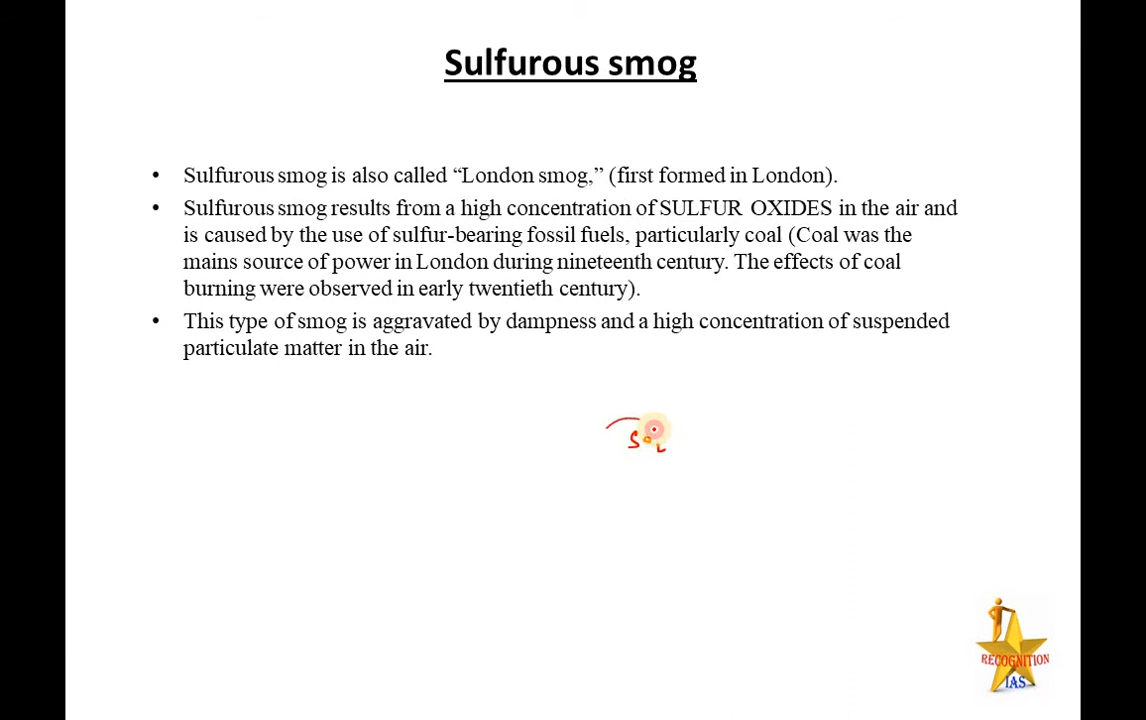 Sulfurous smog
• Sulfurous smog is also called “London smog,” (first formed in London).
• Sulfurous smog results from a high concentration of SULFUR OXIDES in the air and
is caused by the use of sulfur-bearing fossil fuels, particularly coal (Coal was the
mains source of power in London during nineteenth century. The effects of coal
burning were observed in early twentieth century).
• This type of smog is aggravated by dampness and a high concentration of suspended
particulate matter in the air.
RECOGNITION
IAS